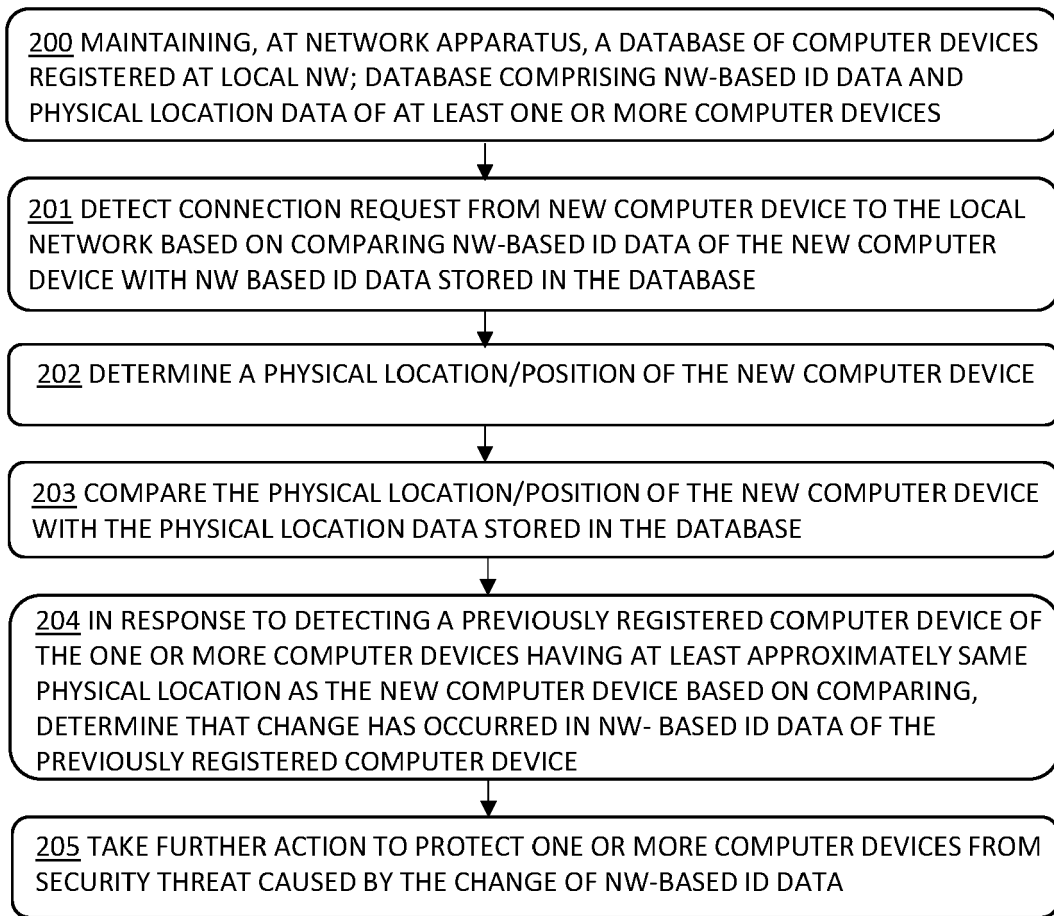 200 MAINTAINING, AT NETWORK APPARATUS, A DATABASE OF COMPUTER DEVICES
REGISTERED AT LOCAL NW; DATABASE COMPRISING NW-BASED ID DATA AND
PHYSICAL LOCATION DATA OF AT LEAST ONE OR MORE COMPUTER DEVICES
201 DETECT CONNECTION REQUEST FROM NEW COMPUTER DEVICE TO THE LOCAL
NETWORK BASED ON COMPARING NW-BASED ID DATA OF THE NEW COMPUTER
DEVICE WITH NW BASED ID DATA STORED IN THE DATABASE
202 DETERMINE A PHYSICAL LOCATION/POSITION OF THE NEW COMPUTER DEVICE
203 COMPARE THE PHYSICAL LOCATION/POSITION OF THE NEW COMPUTER DEVICE
WITH THE PHYSICAL LOCATION DATA STORED IN THE DATABASE
204 IN RESPONSE TO DETECTING A PREVIOUSLY REGISTERED COMPUTER DEVICE OF
THE ONE OR MORE COMPUTER DEVICES HAVING AT LEAST APPROXIMATELY SAME
PHYSICAL LOCATION AS THE NEW COMPUTER DEVICE BASED ON COMPARING,
DETERMINE THAT CHANGE HAS OCCURRED IN NW- BASED ID DATA OF THE
PREVIOUSLY REGISTERED COMPUTER DEVICE
205 TAKE FURTHER ACTION TO PROTECT ONE OR MORE COMPUTER DEVICES FROM
SECURITY THREAT CAUSED BY THE CHANGE OF NW-BASED ID DATA